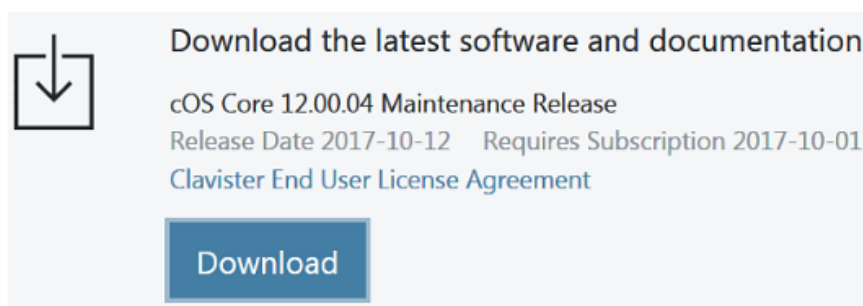 Download the latest software and documentation
cOS Core 12.00.04 Maintenance Release
Release Date 2017-10-12 Requires Subscription 2017-10-01
Clavister End User License Agreement
Download